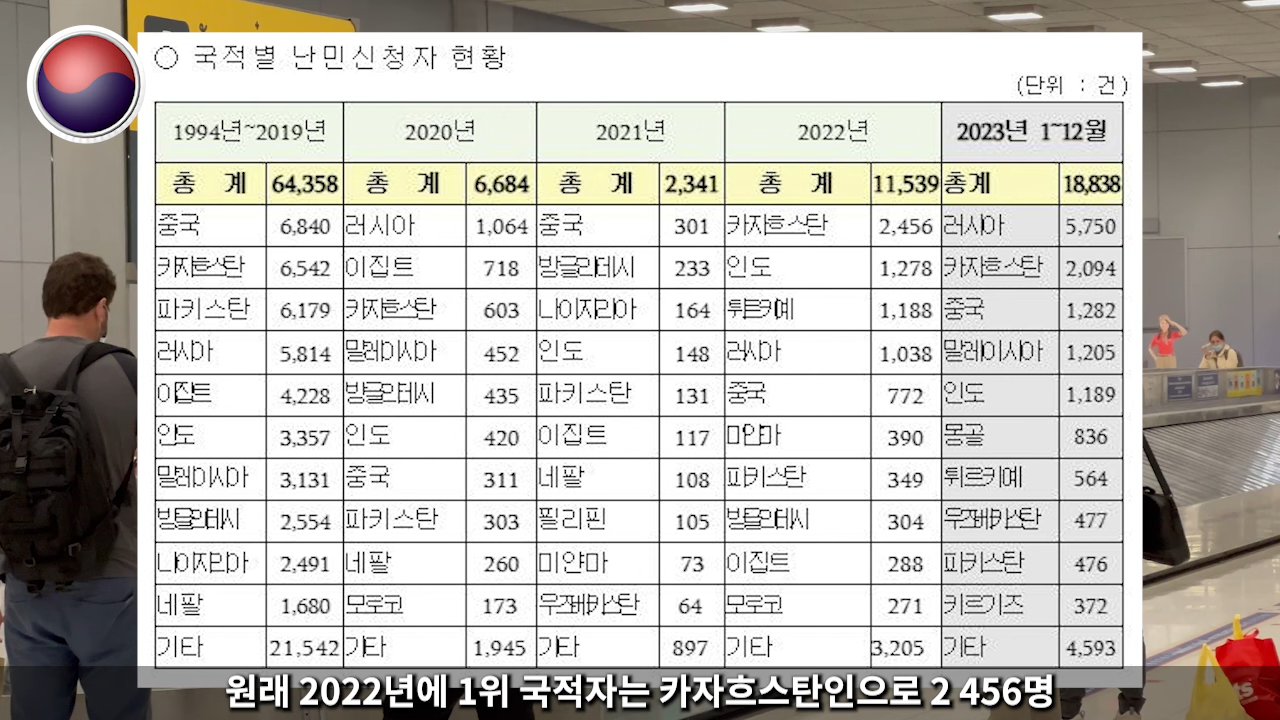 ○ 국적별 난민신청자 현황
(단위 : 건)
1994년~2019년 2020년 2021년 2022년 2023년 1~12월
총 계 64,358 총 계 6,684 총 계 2,341 총 계 11,539 총계 18,838
중국 6,840 러시아 1,064 중국 301 카자흐스탄 2,456 러시아 5,750
카자흐스탄 6,542 이집트 718 방글라데시 233 인도 1,278 카자흐스탄 2,094
파키스탄 6,179 카자흐스탄 603 나이지리아 164 튀르키예 1,188 중국 1,282
러시아 5,814 말레이시아 452 인도 148 러시아 1,038 말레이시아 1,205
이집트 4,228 방글라데시 435 파키스탄 131 중국 772 인도 1,189
인도 3,357 인도 420 이집트 117 미얀마 390 몽골 836
말레이시아 3,131 중국 311 네팔 108 파키스탄 349 튀르키예 564
방글라데시 2,554 파키스탄 303 필리핀 105 방글라데시 304 우즈베키스탄 477
나이지리아 2,491 네팔 260 미얀마 73 이집트 288 파키스탄 476
네팔 1,680 모로코 173 우즈베키스탄 64 모로코 271 키르기즈 372
기타 21,542 기타 1,945 기타 897 기타 3,205 기타 4,593
원래 2022년에 1위 국적자는 카자흐스탄인으로 2 456명